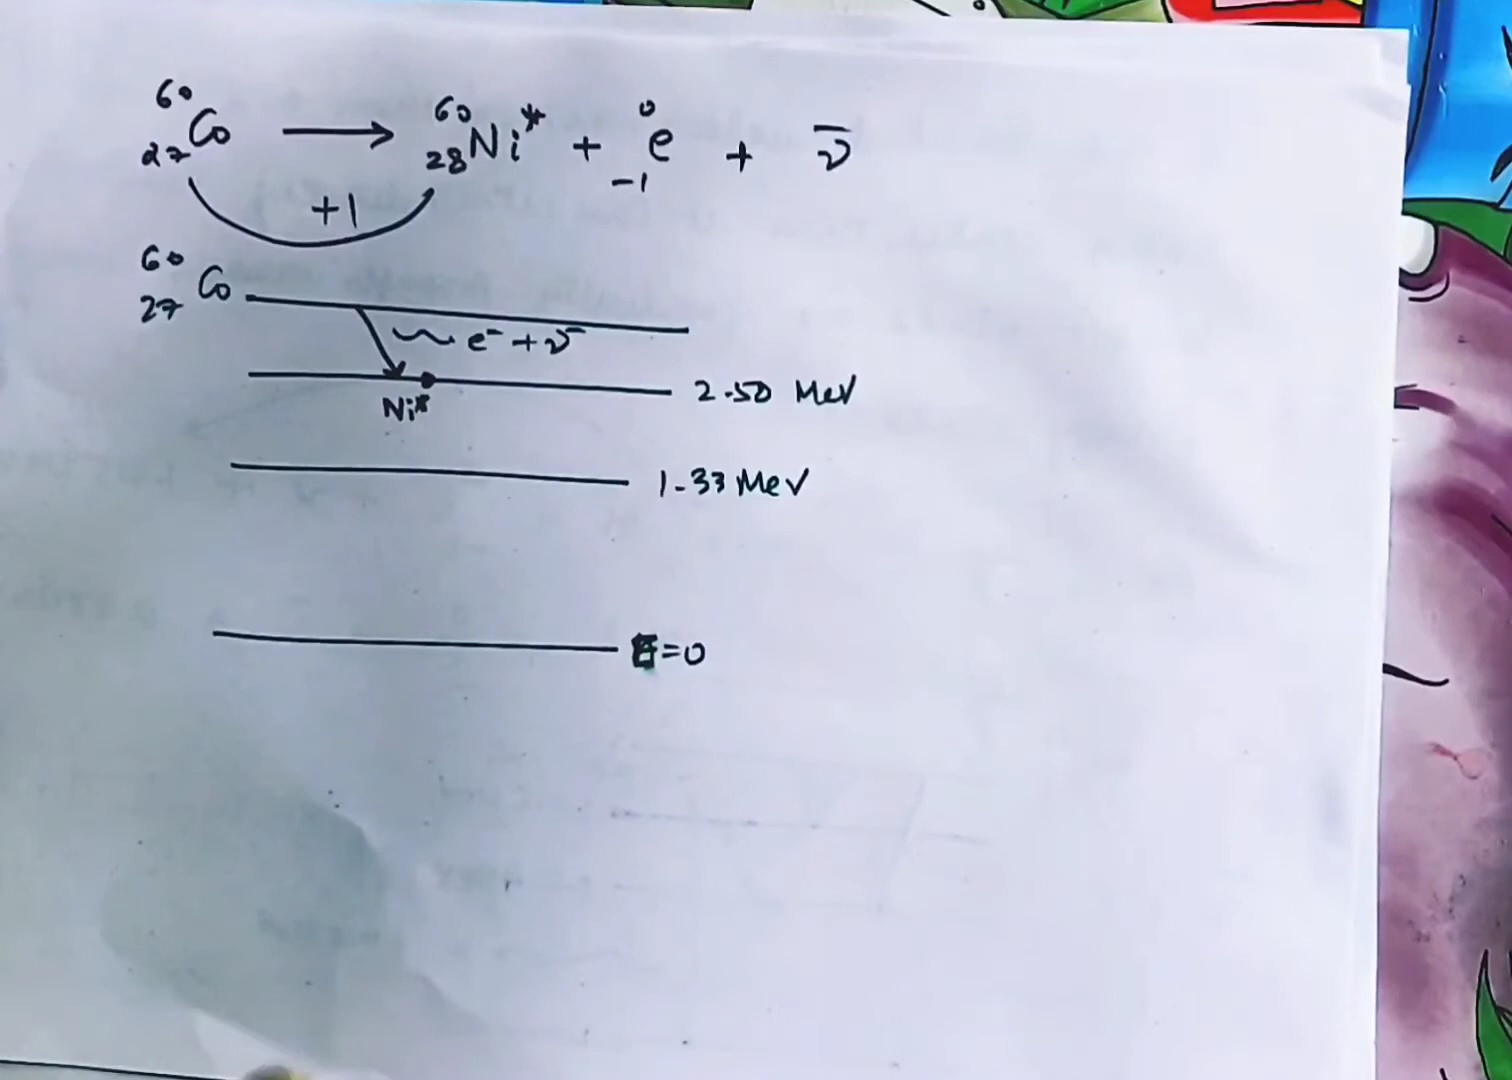 ⁶⁰₂₇Co ⟶ ⁶⁰₂₈Ni* + ⁰₋₁e + ν̄
+1
⁶⁰₂₇Co
e⁻ + ν⁻
2.50 MeV
Ni*
1.33 MeV
E=0